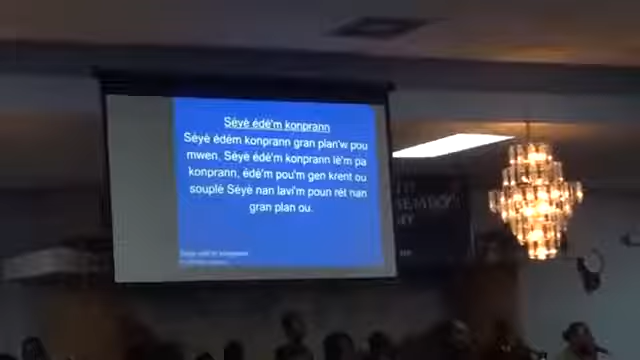 Séyè édé'm konprann
Séyè édém konprann gran plan'w pou
mwen. Séyè édé'm konprann lè'm pa
konprann, édé'm pou'm gen krent ou
souplé Séyè nan lavi'm poun rét nan
gran plan ou.